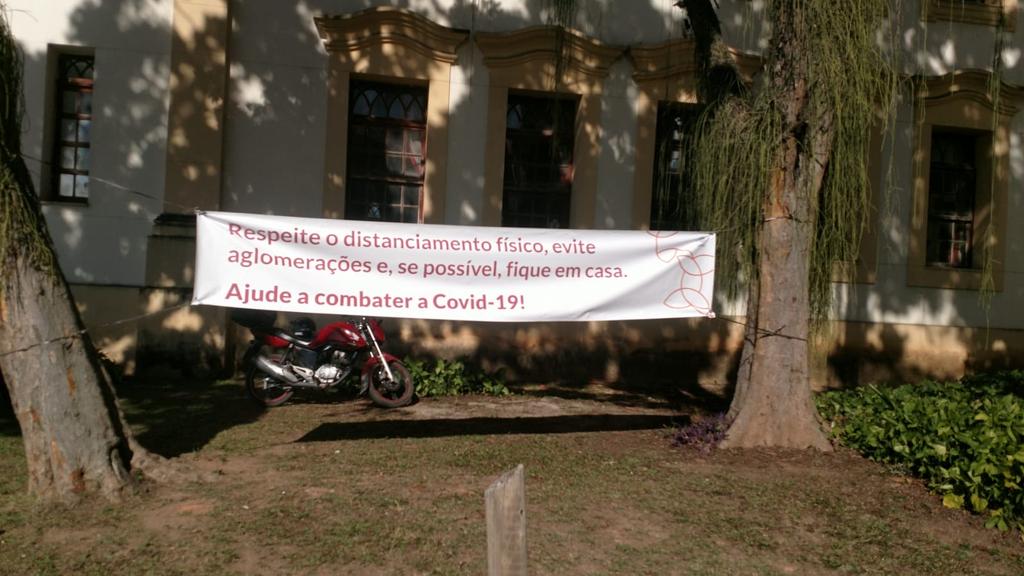 Respeite o distanciamento físico, evite
aglomerações e, se possível, fique em casa.
Ajude a combater a Covid-19!